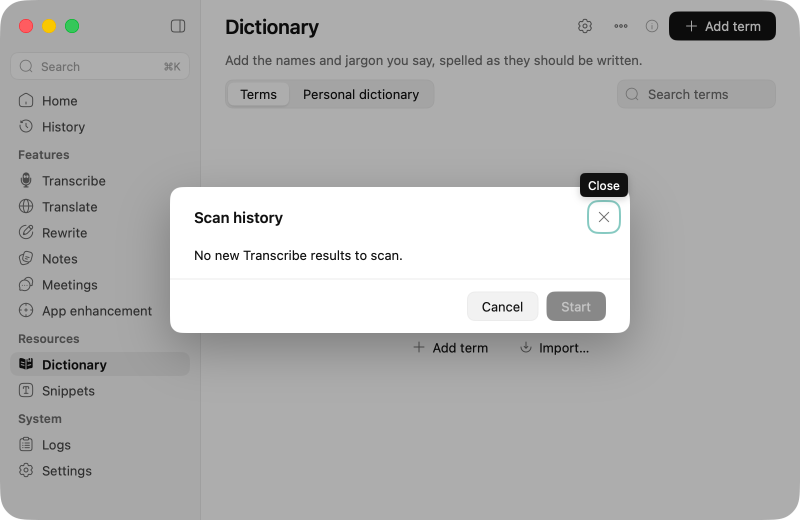 Dictionary
Add term
Add the names and jargon you say, spelled as they should be written.
Search
⌘K
Terms
Personal dictionary
Search terms
Home
History
Features
Transcribe
Translate
Rewrite
Notes
Meetings
App enhancement
Resources
Dictionary
Snippets
System
Logs
Settings
Close
Scan history
No new Transcribe results to scan.
Cancel
Start
Add term
Import...